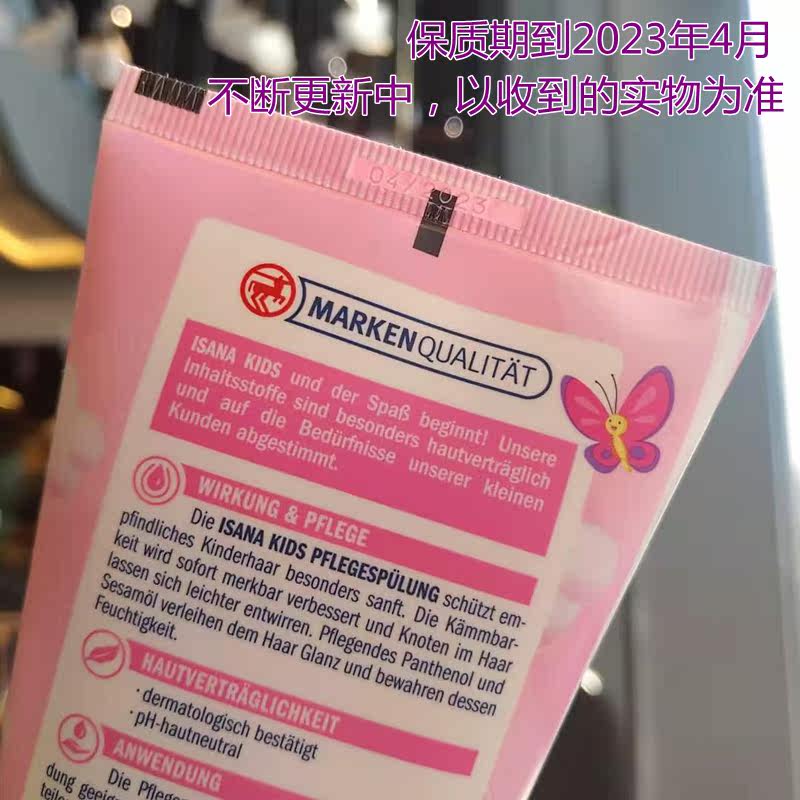 保质期到2023年4月
不断更新中，以收到的实物为准
04/2023
MARKENQUALITÄT
ISANA KIDS und der Spaß beginnt! Unsere
Inhaltsstoffe sind besonders hautverträglich
und auf die Bedürfnisse unserer kleinen
Kunden abgestimmt.
WIRKUNG & PFLEGE
Die ISANA KIDS PFLEGESPÜLUNG schützt em-
pfindliches Kinderhaar besonders sanft. Die Kämmbar-
keit wird sofort merkbar verbessert und Knoten im Haar
lassen sich leichter entwirren. Pflegendes Panthenol und
Sesamöl verleihen dem Haar Glanz und bewahren dessen
Feuchtigkeit.
HAUTVERTRÄGLICHKEIT
· dermatologisch bestätigt
· pH-hautneutral
ANWENDUNG
Die
dung